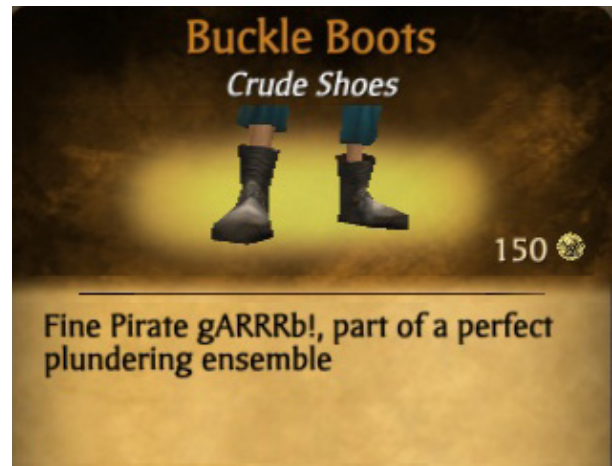 Buckle Boots
Crude Shoes
150
Fine Pirate gARRRb!, part of a perfect
plundering ensemble